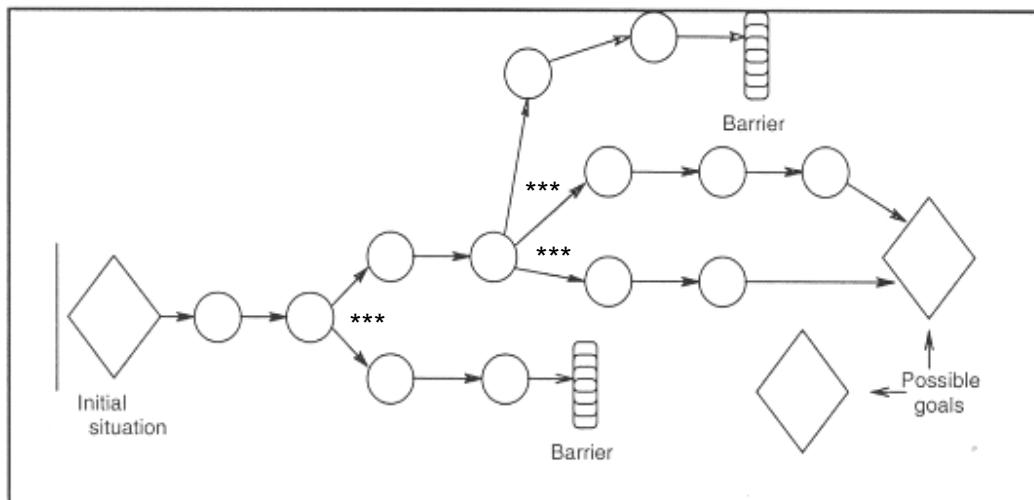 Barrier
***
***
***
Initial
situation
Barrier
Possible
goals